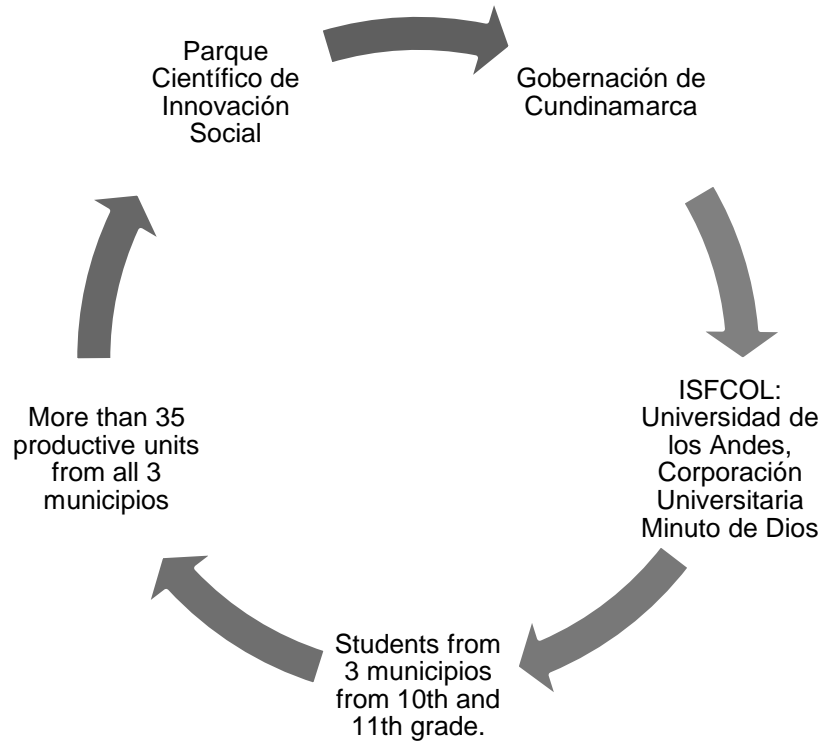 Parque
Científico de
Innovación
Social
Gobernación de
Cundinamarca
ISFCOL:
Universidad de
los Andes,
Corporación
Universitaria
Minuto de Dios
Students from
3 municipios
from 10th and
11th grade.
More than 35
productive units
from all 3
municipios